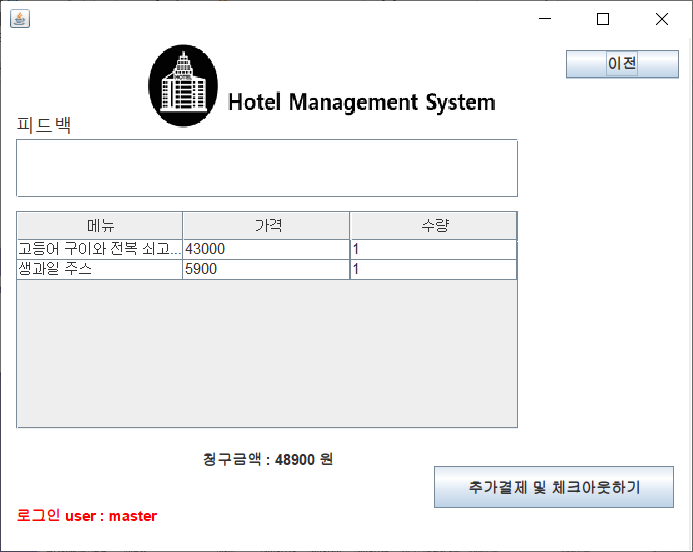 이전
HOTEL
Hotel Management System
피드백
메뉴 가격 수량
고등어 구이와 전복 쇠고... 43000 1
생과일 주스 5900 1
청구금액 : 48900 원
추가결제 및 체크아웃하기
로그인 user : master